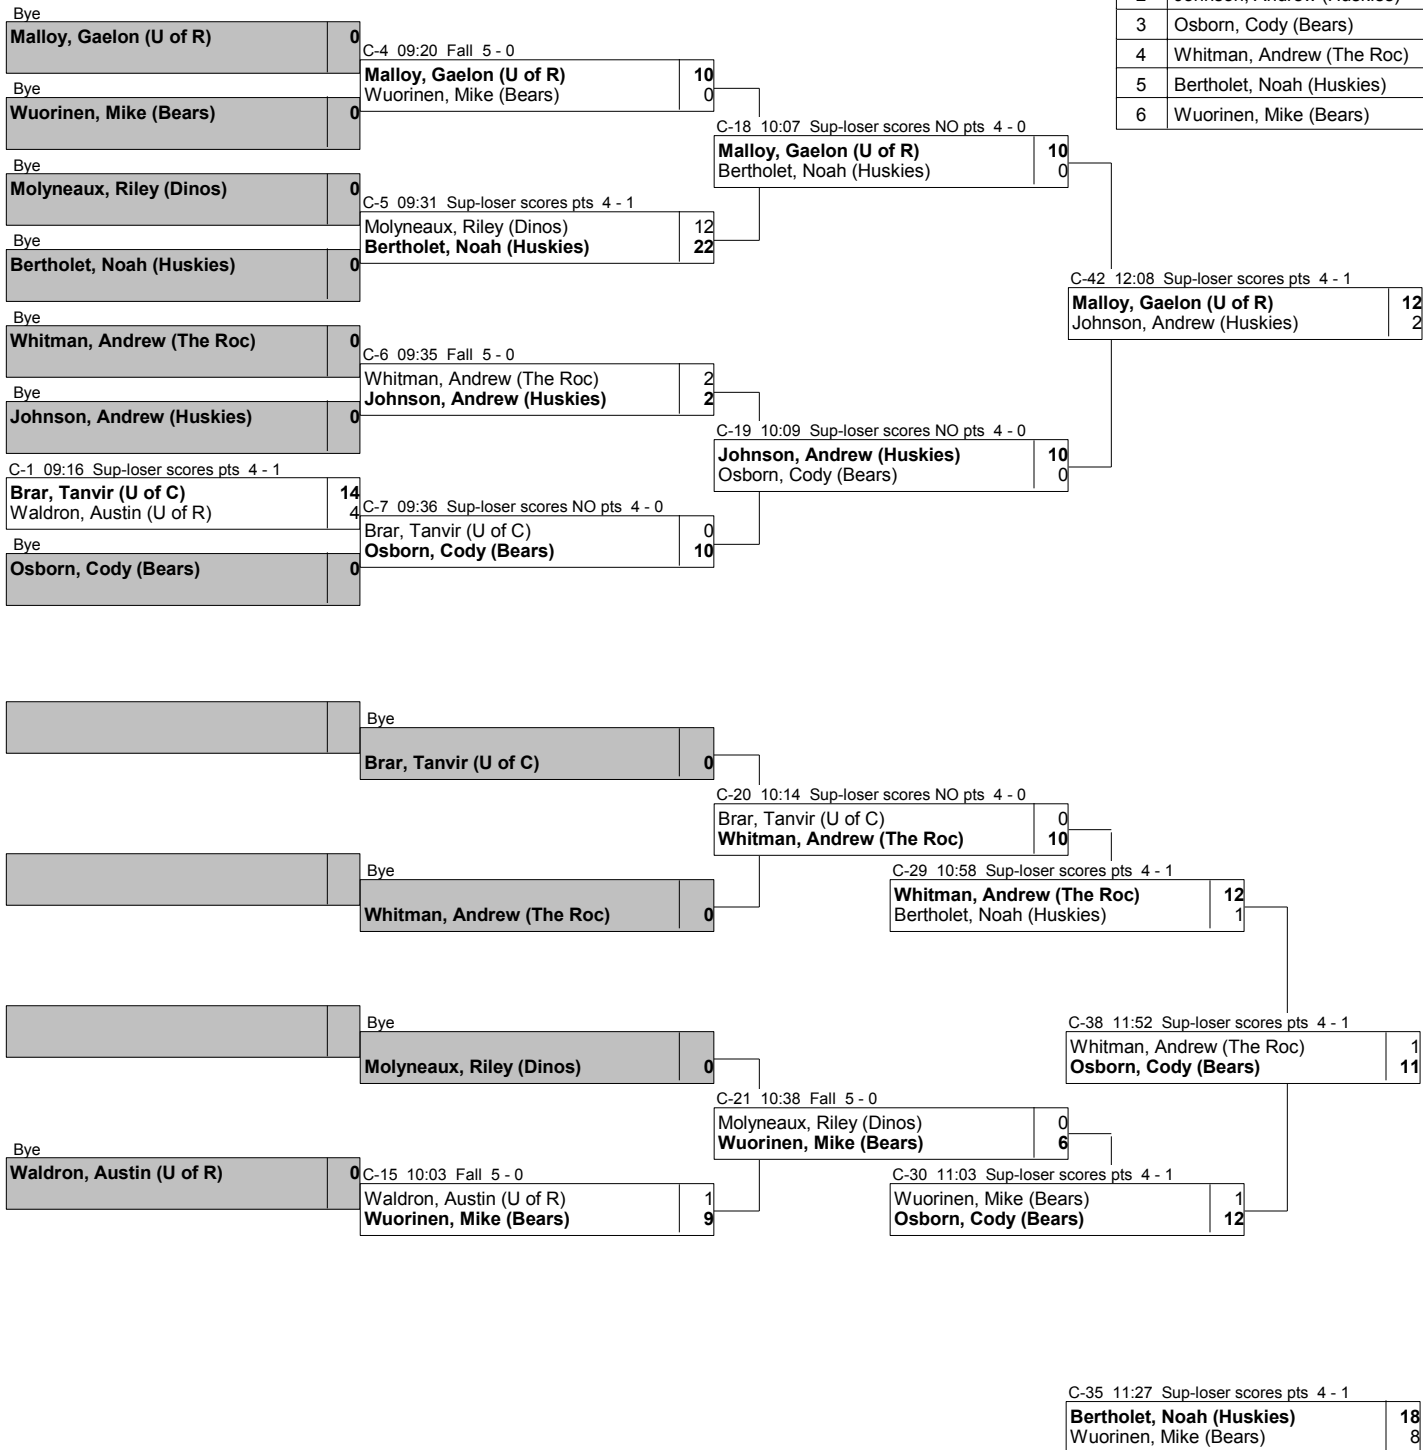 2 Johnson, Andrew (Huskies)
3 Osborn, Cody (Bears)
4 Whitman, Andrew (The Roc)
5 Bertholet, Noah (Huskies)
6 Wuorinen, Mike (Bears)
Bye
Malloy, Gaelon (U of R) 0
Bye
Wuorinen, Mike (Bears) 0
Bye
Molyneaux, Riley (Dinos) 0
Bye
Bertholet, Noah (Huskies) 0
Bye
Whitman, Andrew (The Roc) 0
Bye
Johnson, Andrew (Huskies) 0
C-1 09:16 Sup-loser scores pts 4 - 1
Brar, Tanvir (U of C) 14
Waldron, Austin (U of R) 4
Bye
Osborn, Cody (Bears) 0
C-4 09:20 Fall 5 - 0
Malloy, Gaelon (U of R) 10
Wuorinen, Mike (Bears) 0
C-5 09:31 Sup-loser scores pts 4 - 1
Molyneaux, Riley (Dinos) 12
Bertholet, Noah (Huskies) 22
C-6 09:35 Fall 5 - 0
Whitman, Andrew (The Roc) 2
Johnson, Andrew (Huskies) 2
C-7 09:36 Sup-loser scores NO pts 4 - 0
Brar, Tanvir (U of C) 0
Osborn, Cody (Bears) 10
C-18 10:07 Sup-loser scores NO pts 4 - 0
Malloy, Gaelon (U of R) 10
Bertholet, Noah (Huskies) 0
C-19 10:09 Sup-loser scores NO pts 4 - 0
Johnson, Andrew (Huskies) 10
Osborn, Cody (Bears) 0
C-42 12:08 Sup-loser scores pts 4 - 1
Malloy, Gaelon (U of R) 12
Johnson, Andrew (Huskies) 2
Bye
Brar, Tanvir (U of C) 0
Bye
Whitman, Andrew (The Roc) 0
Bye
Molyneaux, Riley (Dinos) 0
Bye
Waldron, Austin (U of R) 0
C-15 10:03 Fall 5 - 0
Waldron, Austin (U of R) 1
Wuorinen, Mike (Bears) 9
C-20 10:14 Sup-loser scores NO pts 4 - 0
Brar, Tanvir (U of C) 0
Whitman, Andrew (The Roc) 10
C-21 10:38 Fall 5 - 0
Molyneaux, Riley (Dinos) 0
Wuorinen, Mike (Bears) 6
C-29 10:58 Sup-loser scores pts 4 - 1
Whitman, Andrew (The Roc) 12
Bertholet, Noah (Huskies) 1
C-30 11:03 Sup-loser scores pts 4 - 1
Wuorinen, Mike (Bears) 1
Osborn, Cody (Bears) 12
C-38 11:52 Sup-loser scores pts 4 - 1
Whitman, Andrew (The Roc) 1
Osborn, Cody (Bears) 11
C-35 11:27 Sup-loser scores pts 4 - 1
Bertholet, Noah (Huskies) 18
Wuorinen, Mike (Bears) 8